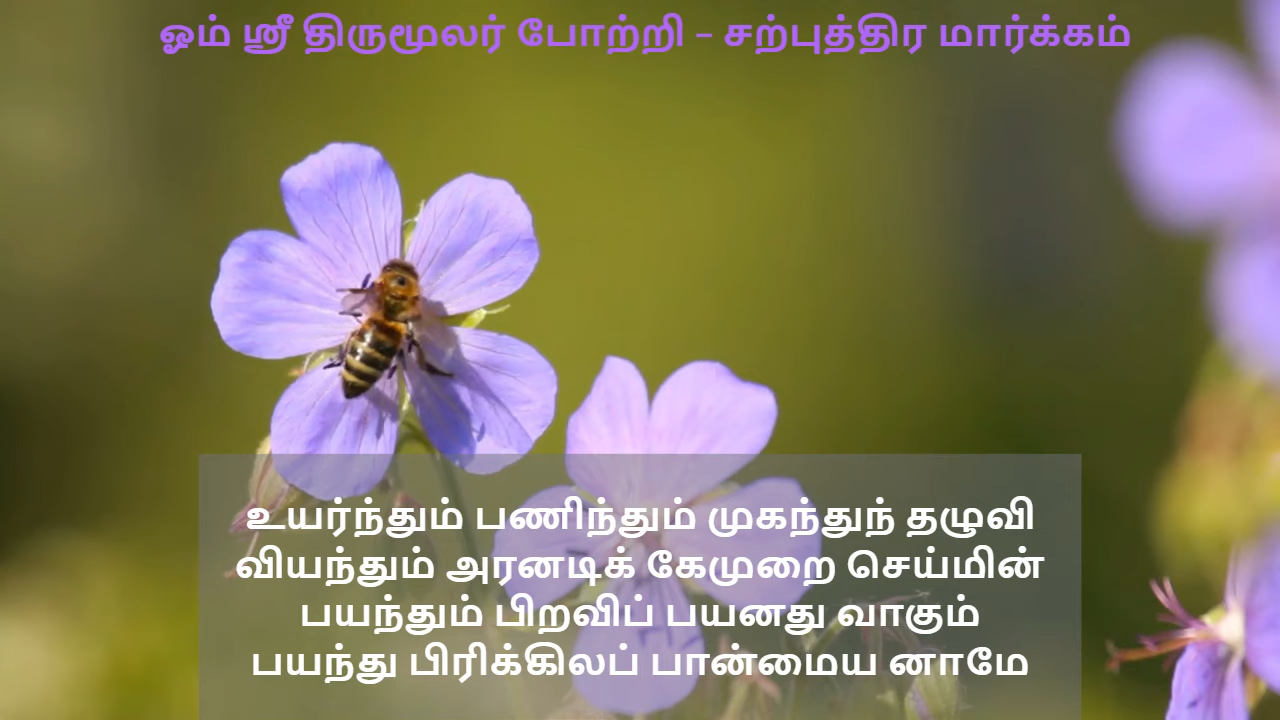 ஓம் ஸ்ரீ திருமூலர் போற்றி – சற்புத்திர மார்க்கம்
உயர்ந்தும் பணிந்தும் முகந்துந் தழுவி
வியந்தும் அரனடிக் கேமுறை செய்மின்
பயந்தும் பிறவிப் பயனது வாகும்
பயந்து பிரிக்கிலப் பான்மைய னாமே